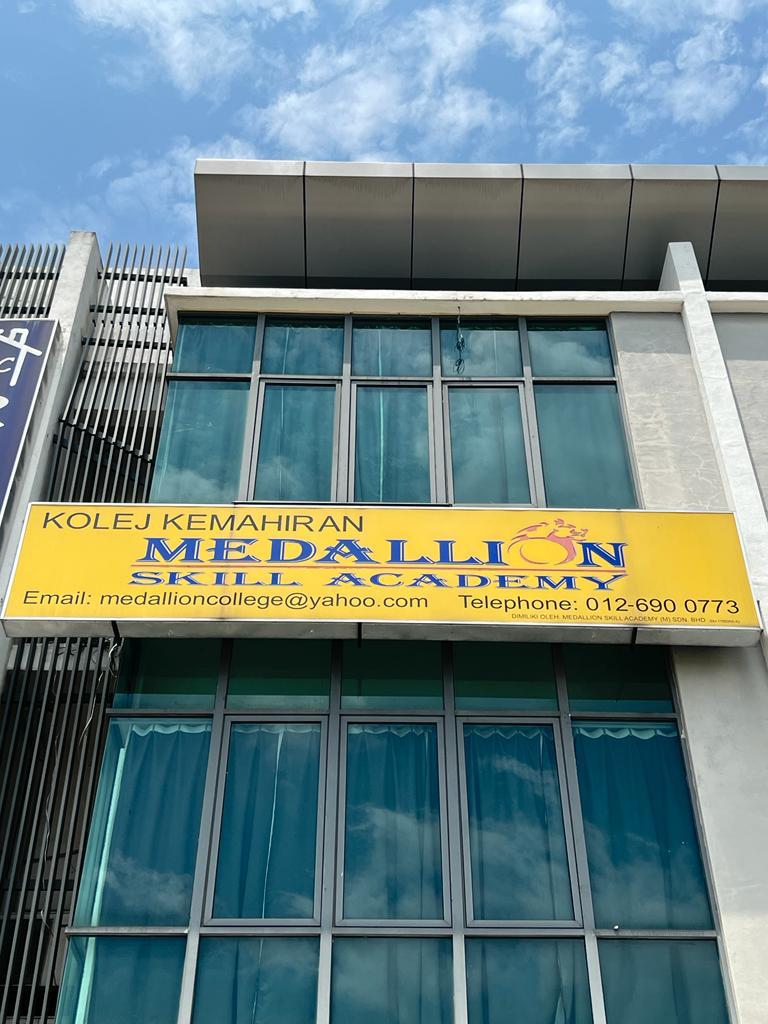 KOLEJ KEMAHIRAN
MEDALLION
SKILL ACADEMY
Email: medallioncollege@yahoo.com Telephone: 012-690 0773
DIMILIKI OLEH: MEDALLION SKILL ACADEMY (M) SDN. BHD